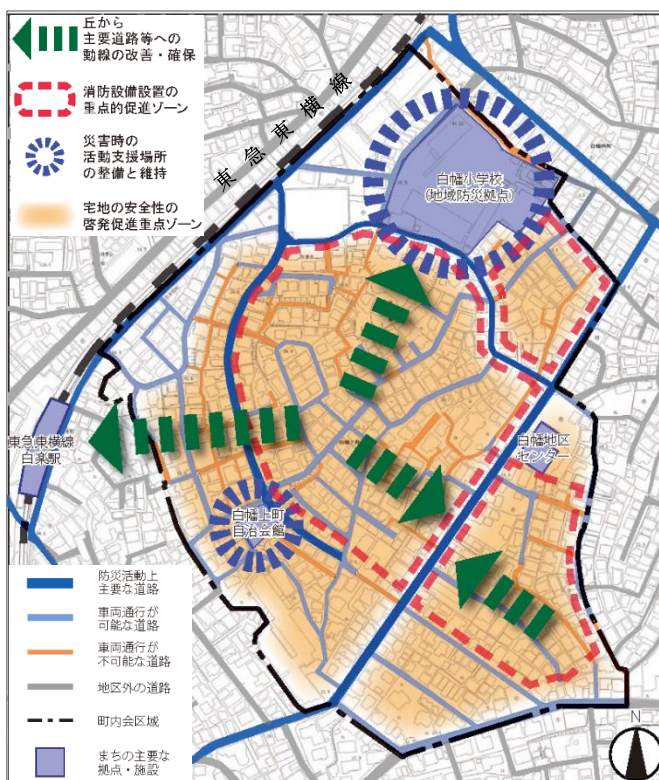 丘から
主要道路等への
動線の改善・確保
消防設備設置の
重点的促進ゾーン
災害時の
活動支援場所
の整備と維持
宅地の安全性の
啓発促進重点ゾーン
東急東横線
白幡小学校
(地域防災拠点)
東急東横線
白楽駅
白幡地区
センター
白幡上町
自治会館
防災活動上
主要な道路
車両通行が
可能な道路
車両通行が
不可能な道路
地区外の道路
町内会区域
まちの主要な
拠点・施設
N